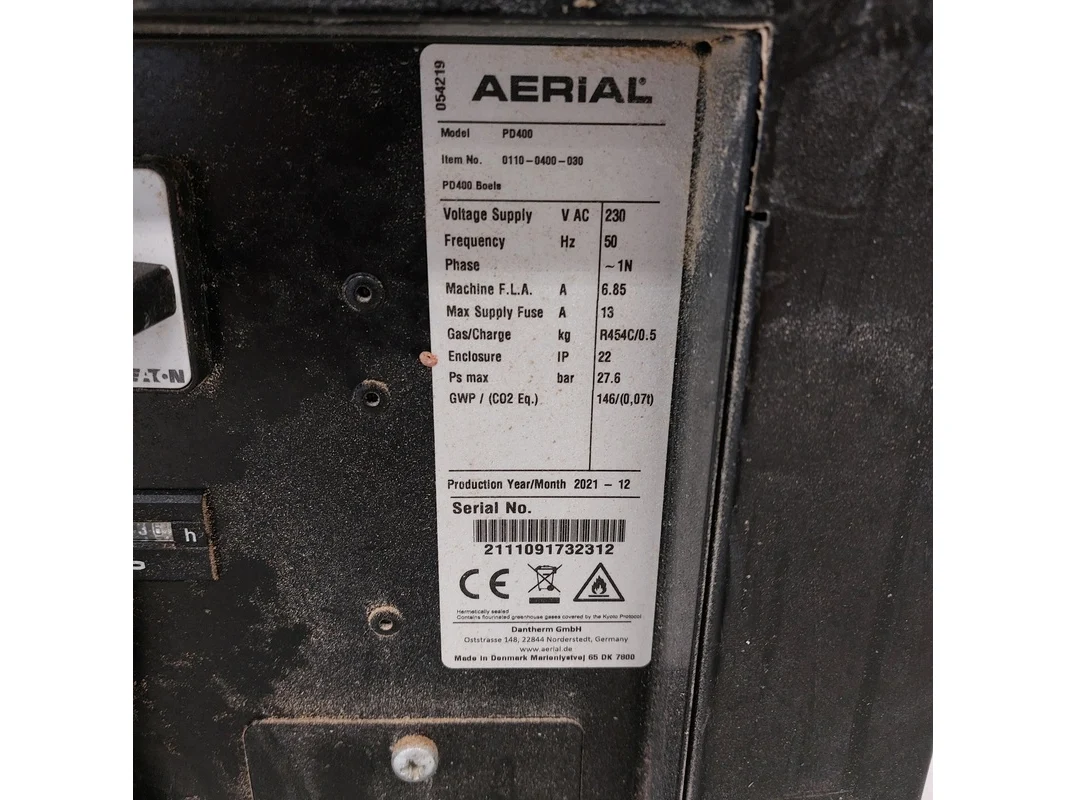 054219
AERiAL®
Model PD400
Item No. 0110-0400-030
PD400 Boels
Voltage Supply V AC 230
Frequency Hz 50
Phase ~1N
Machine F.L.A. A 6.85
Max Supply Fuse A 13
Gas/Charge kg R454C/0.5
Enclosure IP 22
Ps max bar 27.6
GWP / (CO2 Eq.) 146/(0,07t)
Production Year/Month 2021 - 12
Serial No.
2111091732312
CE
Hermetically sealed
Contains flourinated greenhouse gases covered by the Kyoto Protocol
Dantherm GmbH
Oststrasse 148, 22844 Norderstedt, Germany
www.aerial.de
Made in Denmark Marienlystvej 65 DK 7800
EAT•N
h